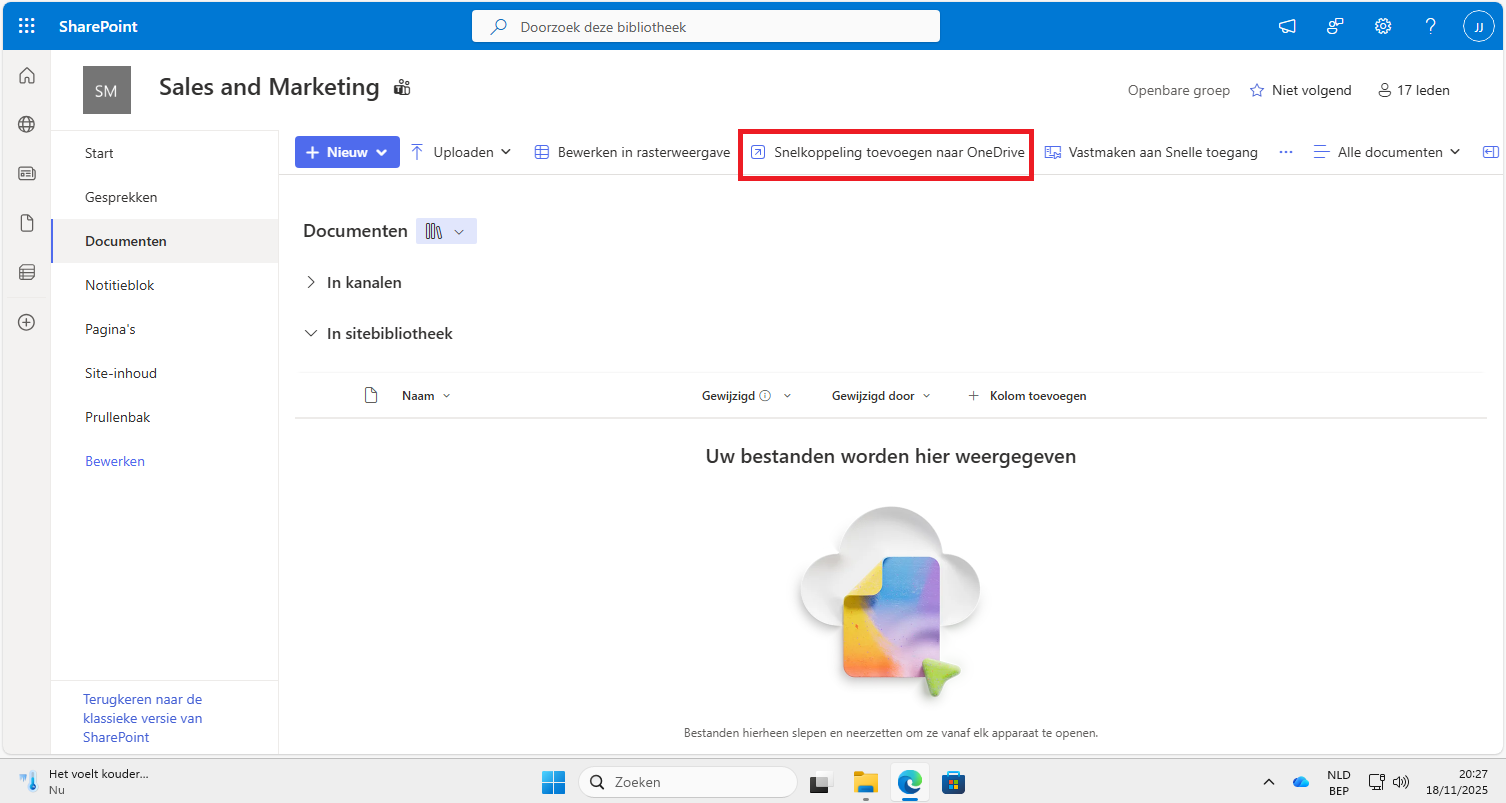 SharePoint
Doorzoek deze bibliotheek
JJ
SM
Sales and Marketing
Openbare groep
Niet volgend
17 leden
Start
Gesprekken
Documenten
Notitieblok
Pagina's
Site-inhoud
Prullenbak
Bewerken
Terugkeren naar de
klassieke versie van
SharePoint
Nieuw
Uploaden
Bewerken in rasterweergave
Snelkoppeling toevoegen naar OneDrive
Vastmaken aan Snelle toegang
Alle documenten
Documenten
In kanalen
In sitebibliotheek
Naam
Gewijzigd
Gewijzigd door
Kolom toevoegen
Uw bestanden worden hier weergegeven
Bestanden hierheen slepen en neerzetten om ze vanaf elk apparaat te openen.
Het voelt kouder...
Nu
Zoeken
NLD
BEP
20:27
18/11/2025